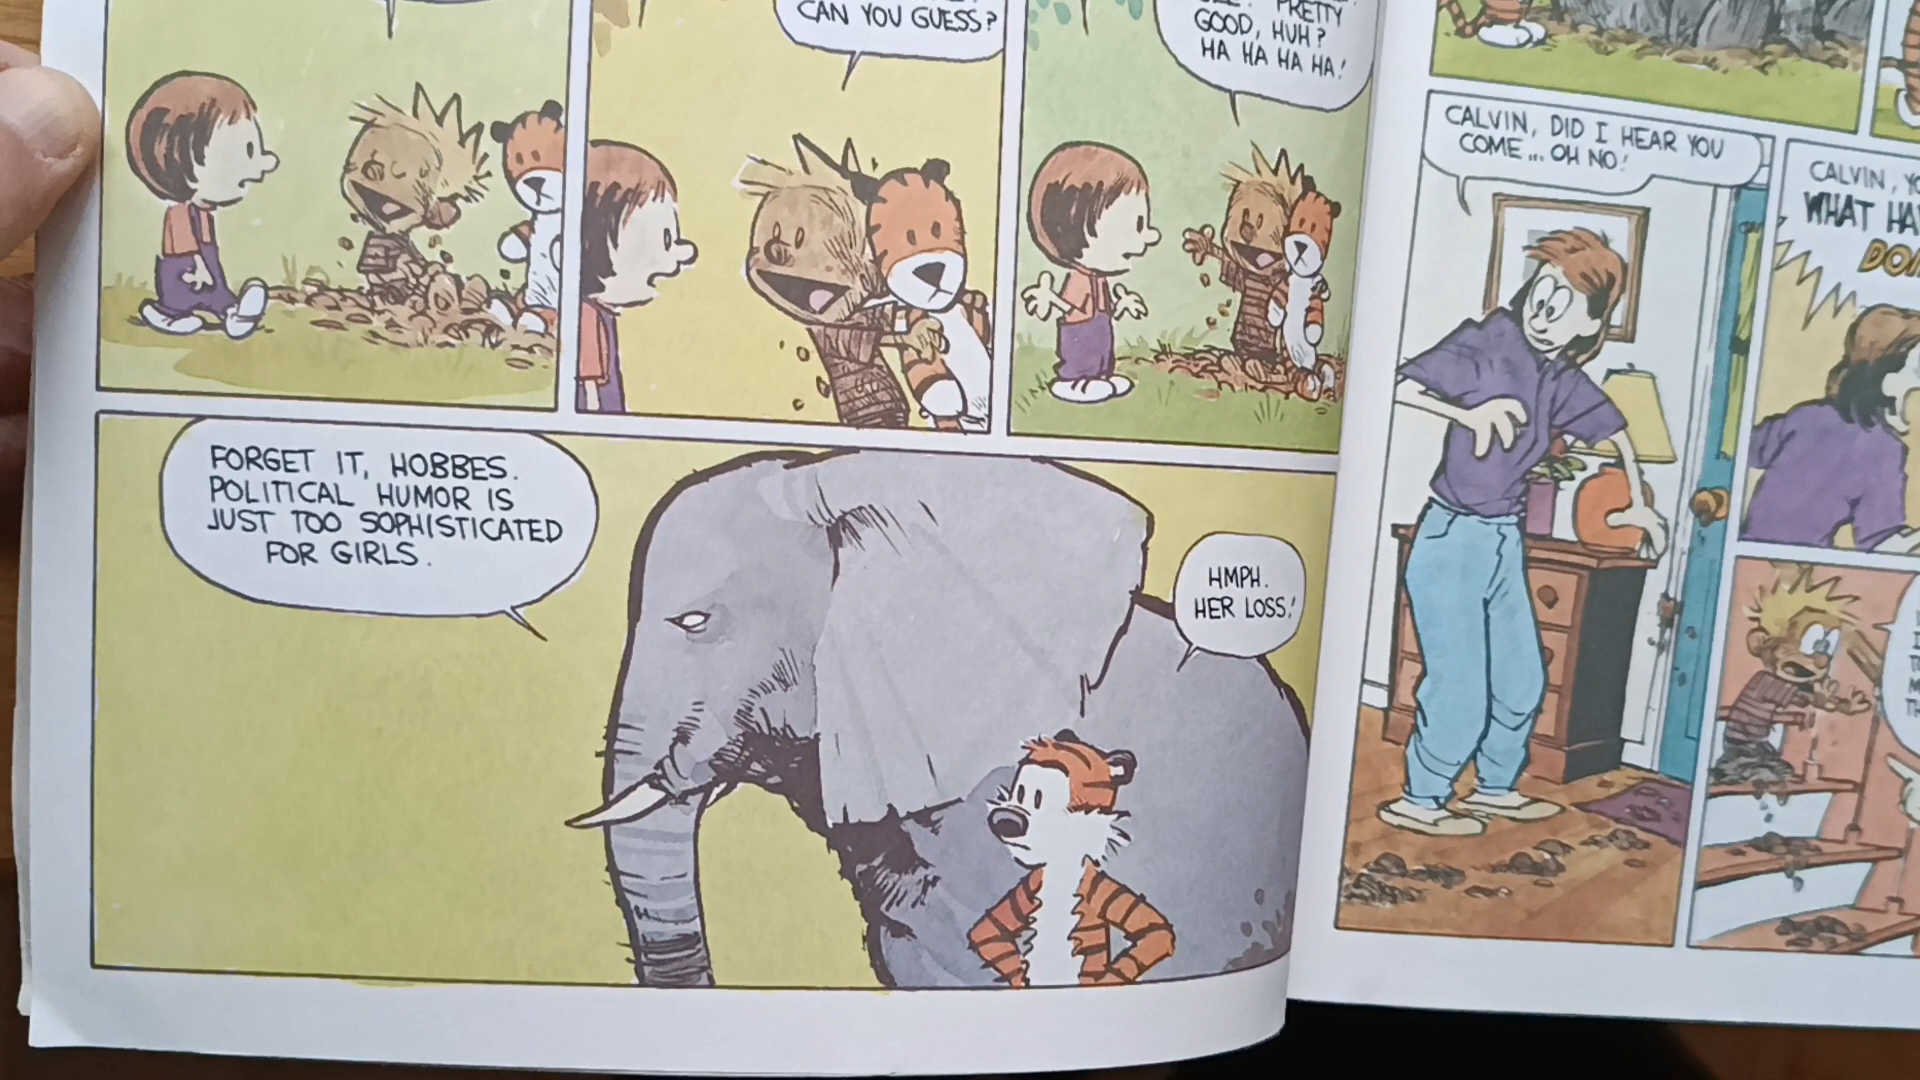 CAN YOU GUESS?
PRETTY
GOOD, HUH?
HA HA HA HA!
FORGET IT, HOBBES.
POLITICAL HUMOR IS
JUST TOO SOPHISTICATED
FOR GIRLS.
HMPH.
HER LOSS!
CALVIN, DID I HEAR YOU
COME... OH NO!
CALVIN,
WHAT